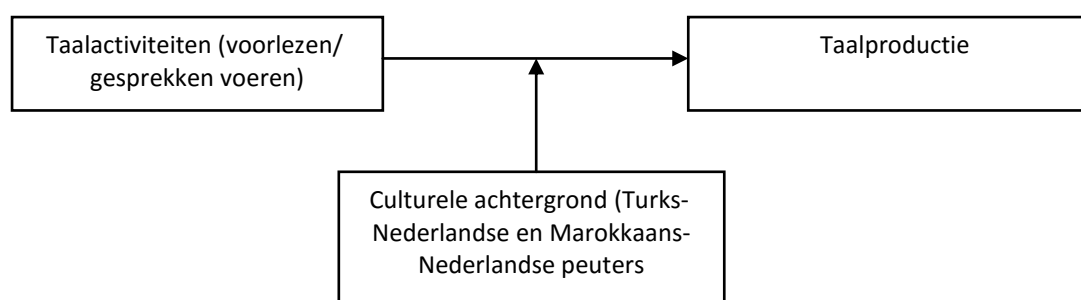 Taalactiviteiten (voorlezen/
gesprekken voeren)
Taalproductie
Culturele achtergrond (Turks-
Nederlandse en Marokkaans-
Nederlandse peuters